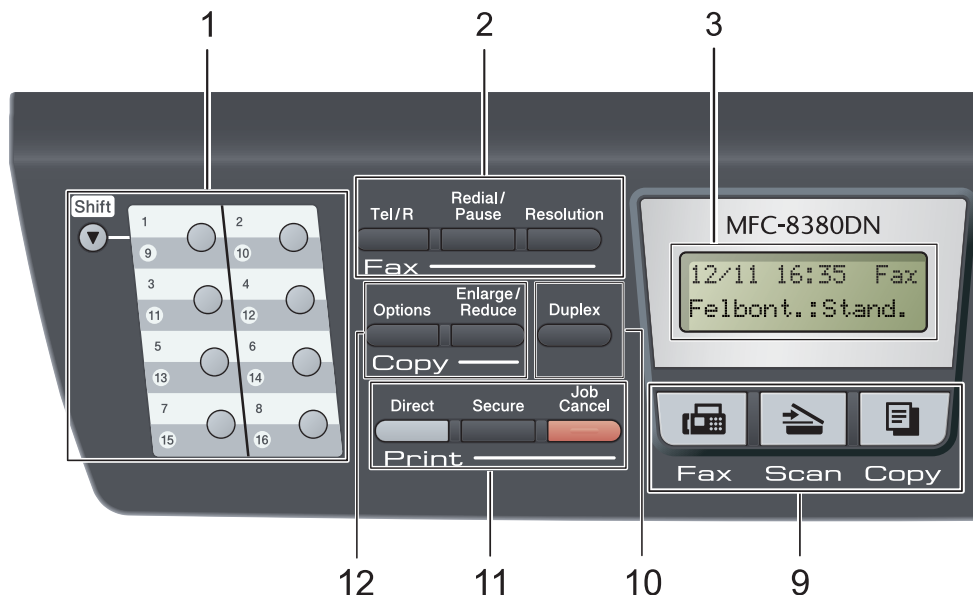 1 2 3
Shift
1 2
9 10
3 4
11 12
5 6
13 14
7 8
15 16
Tel/R Redial/ Pause Resolution
Fax
Options Enlarge/ Reduce
Copy
Duplex
Direct Secure Job Cancel
Print
MFC-8380DN
12/11 16:35 Fax
Felbont.:Stand.
Fax Scan Copy
12 11 10 9